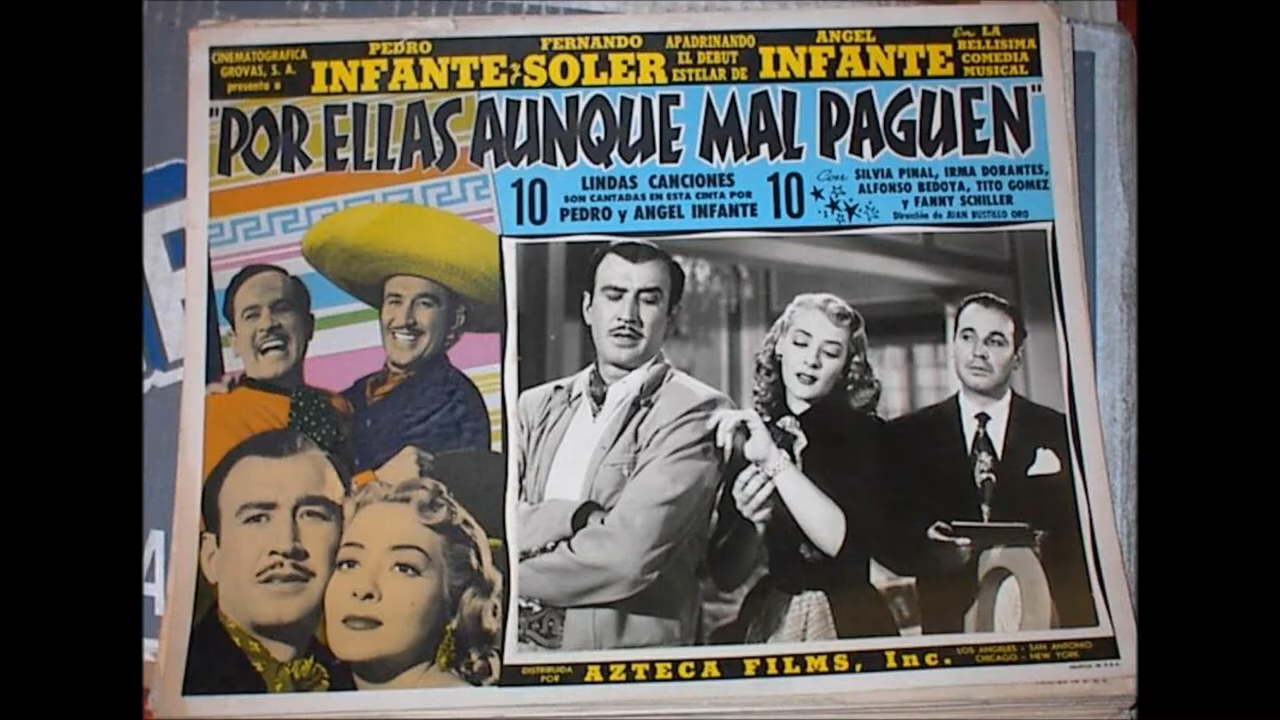 CINEMATOGRAFICA
GROVAS, S. A.
presenta a
PEDRO
INFANTE
y
FERNANDO
SOLER
APADRINANDO
EL DEBUT
ESTELAR DE
ANGEL
INFANTE
En LA
BELLISIMA
COMEDIA
MUSICAL
"POR ELLAS AUNQUE MAL PAGUEN"
10
LINDAS CANCIONES
SON CANTADAS EN ESTA CINTA POR
PEDRO y ANGEL INFANTE
10
Con SILVIA PINAL, IRMA DORANTES,
ALFONSO BEDOYA, TITO GOMEZ
y FANNY SCHILLER
Dirección de JUAN BUSTILLO ORO
DISTRIBUIDA
POR
AZTECA FILMS, Inc.
LOS ANGELES - SAN ANTONIO
CHICAGO - NEW YORK